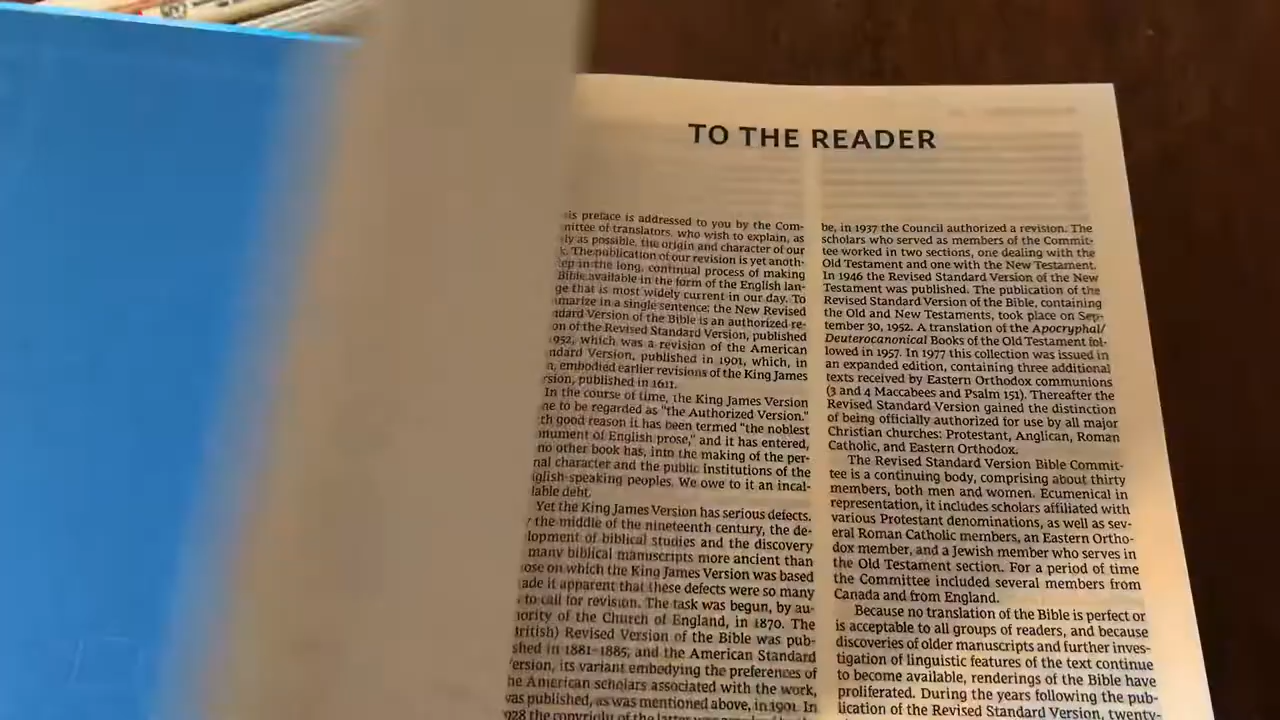 TO THE READER
is preface is addressed to you by the Com-
mittee of translators, who wish to explain, as
ly as possible, the origin and character of our
k. The publication of our revision is yet anoth-
ep in the long, continual process of making
Bible available in the form of the English lan-
ge that is most widely current in our day. To
marize in a single sentence: the New Revised
ndard Version of the Bible is an authorized re-
on of the Revised Standard Version, published
952, which was a revision of the American
ndard Version, published in 1901, which, in
n, embodied earlier revisions of the King James
rsion, published in 1611.
In the course of time, the King James Version
me to be regarded as "the Authorized Version."
th good reason it has been termed "the noblest
nument of English prose," and it has entered,
no other book has, into the making of the per-
nal character and the public institutions of the
nglish-speaking peoples. We owe to it an incal-
lable debt.
Yet the King James Version has serious defects.
y the middle of the nineteenth century, the de-
lopment of biblical studies and the discovery
many biblical manuscripts more ancient than
ose on which the King James Version was based
ade it apparent that these defects were so many
to call for revision. The task was begun, by au-
ority of the Church of England, in 1870. The
British) Revised Version of the Bible was pub-
shed in 1881–1885; and the American Standard
ersion, its variant embodying the preferences of
he American scholars associated with the work,
was published, as was mentioned above, in 1901. In
928 the copyright of the latter was
be, in 1937 the Council authorized a revision. The
scholars who served as members of the Commit-
tee worked in two sections, one dealing with the
Old Testament and one with the New Testament.
In 1946 the Revised Standard Version of the New
Testament was published. The publication of the
Revised Standard Version of the Bible, containing
the Old and New Testaments, took place on Sep-
tember 30, 1952. A translation of the Apocryphal/
Deuterocanonical Books of the Old Testament fol-
lowed in 1957. In 1977 this collection was issued in
an expanded edition, containing three additional
texts received by Eastern Orthodox communions
(3 and 4 Maccabees and Psalm 151). Thereafter the
Revised Standard Version gained the distinction
of being officially authorized for use by all major
Christian churches: Protestant, Anglican, Roman
Catholic, and Eastern Orthodox.
The Revised Standard Version Bible Commit-
tee is a continuing body, comprising about thirty
members, both men and women. Ecumenical in
representation, it includes scholars affiliated with
various Protestant denominations, as well as sev-
eral Roman Catholic members, an Eastern Ortho-
dox member, and a Jewish member who serves in
the Old Testament section. For a period of time
the Committee included several members from
Canada and from England.
Because no translation of the Bible is perfect or
is acceptable to all groups of readers, and because
discoveries of older manuscripts and further inves-
tigation of linguistic features of the text continue
to become available, renderings of the Bible have
proliferated. During the years following the pub-
lication of the Revised Standard Version, twenty-